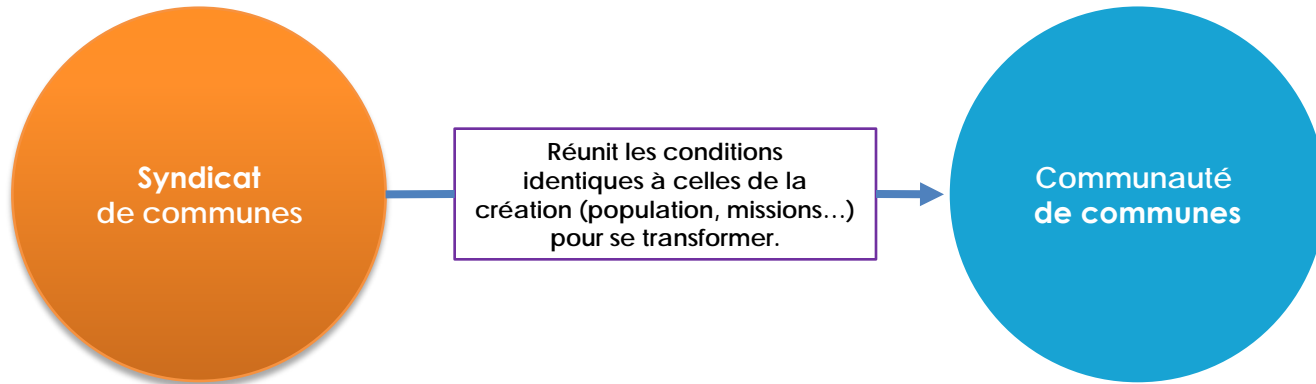 Syndicat
de communes
Réunit les conditions
identiques à celles de la
création (population, missions…)
pour se transformer.
Communauté
de communes